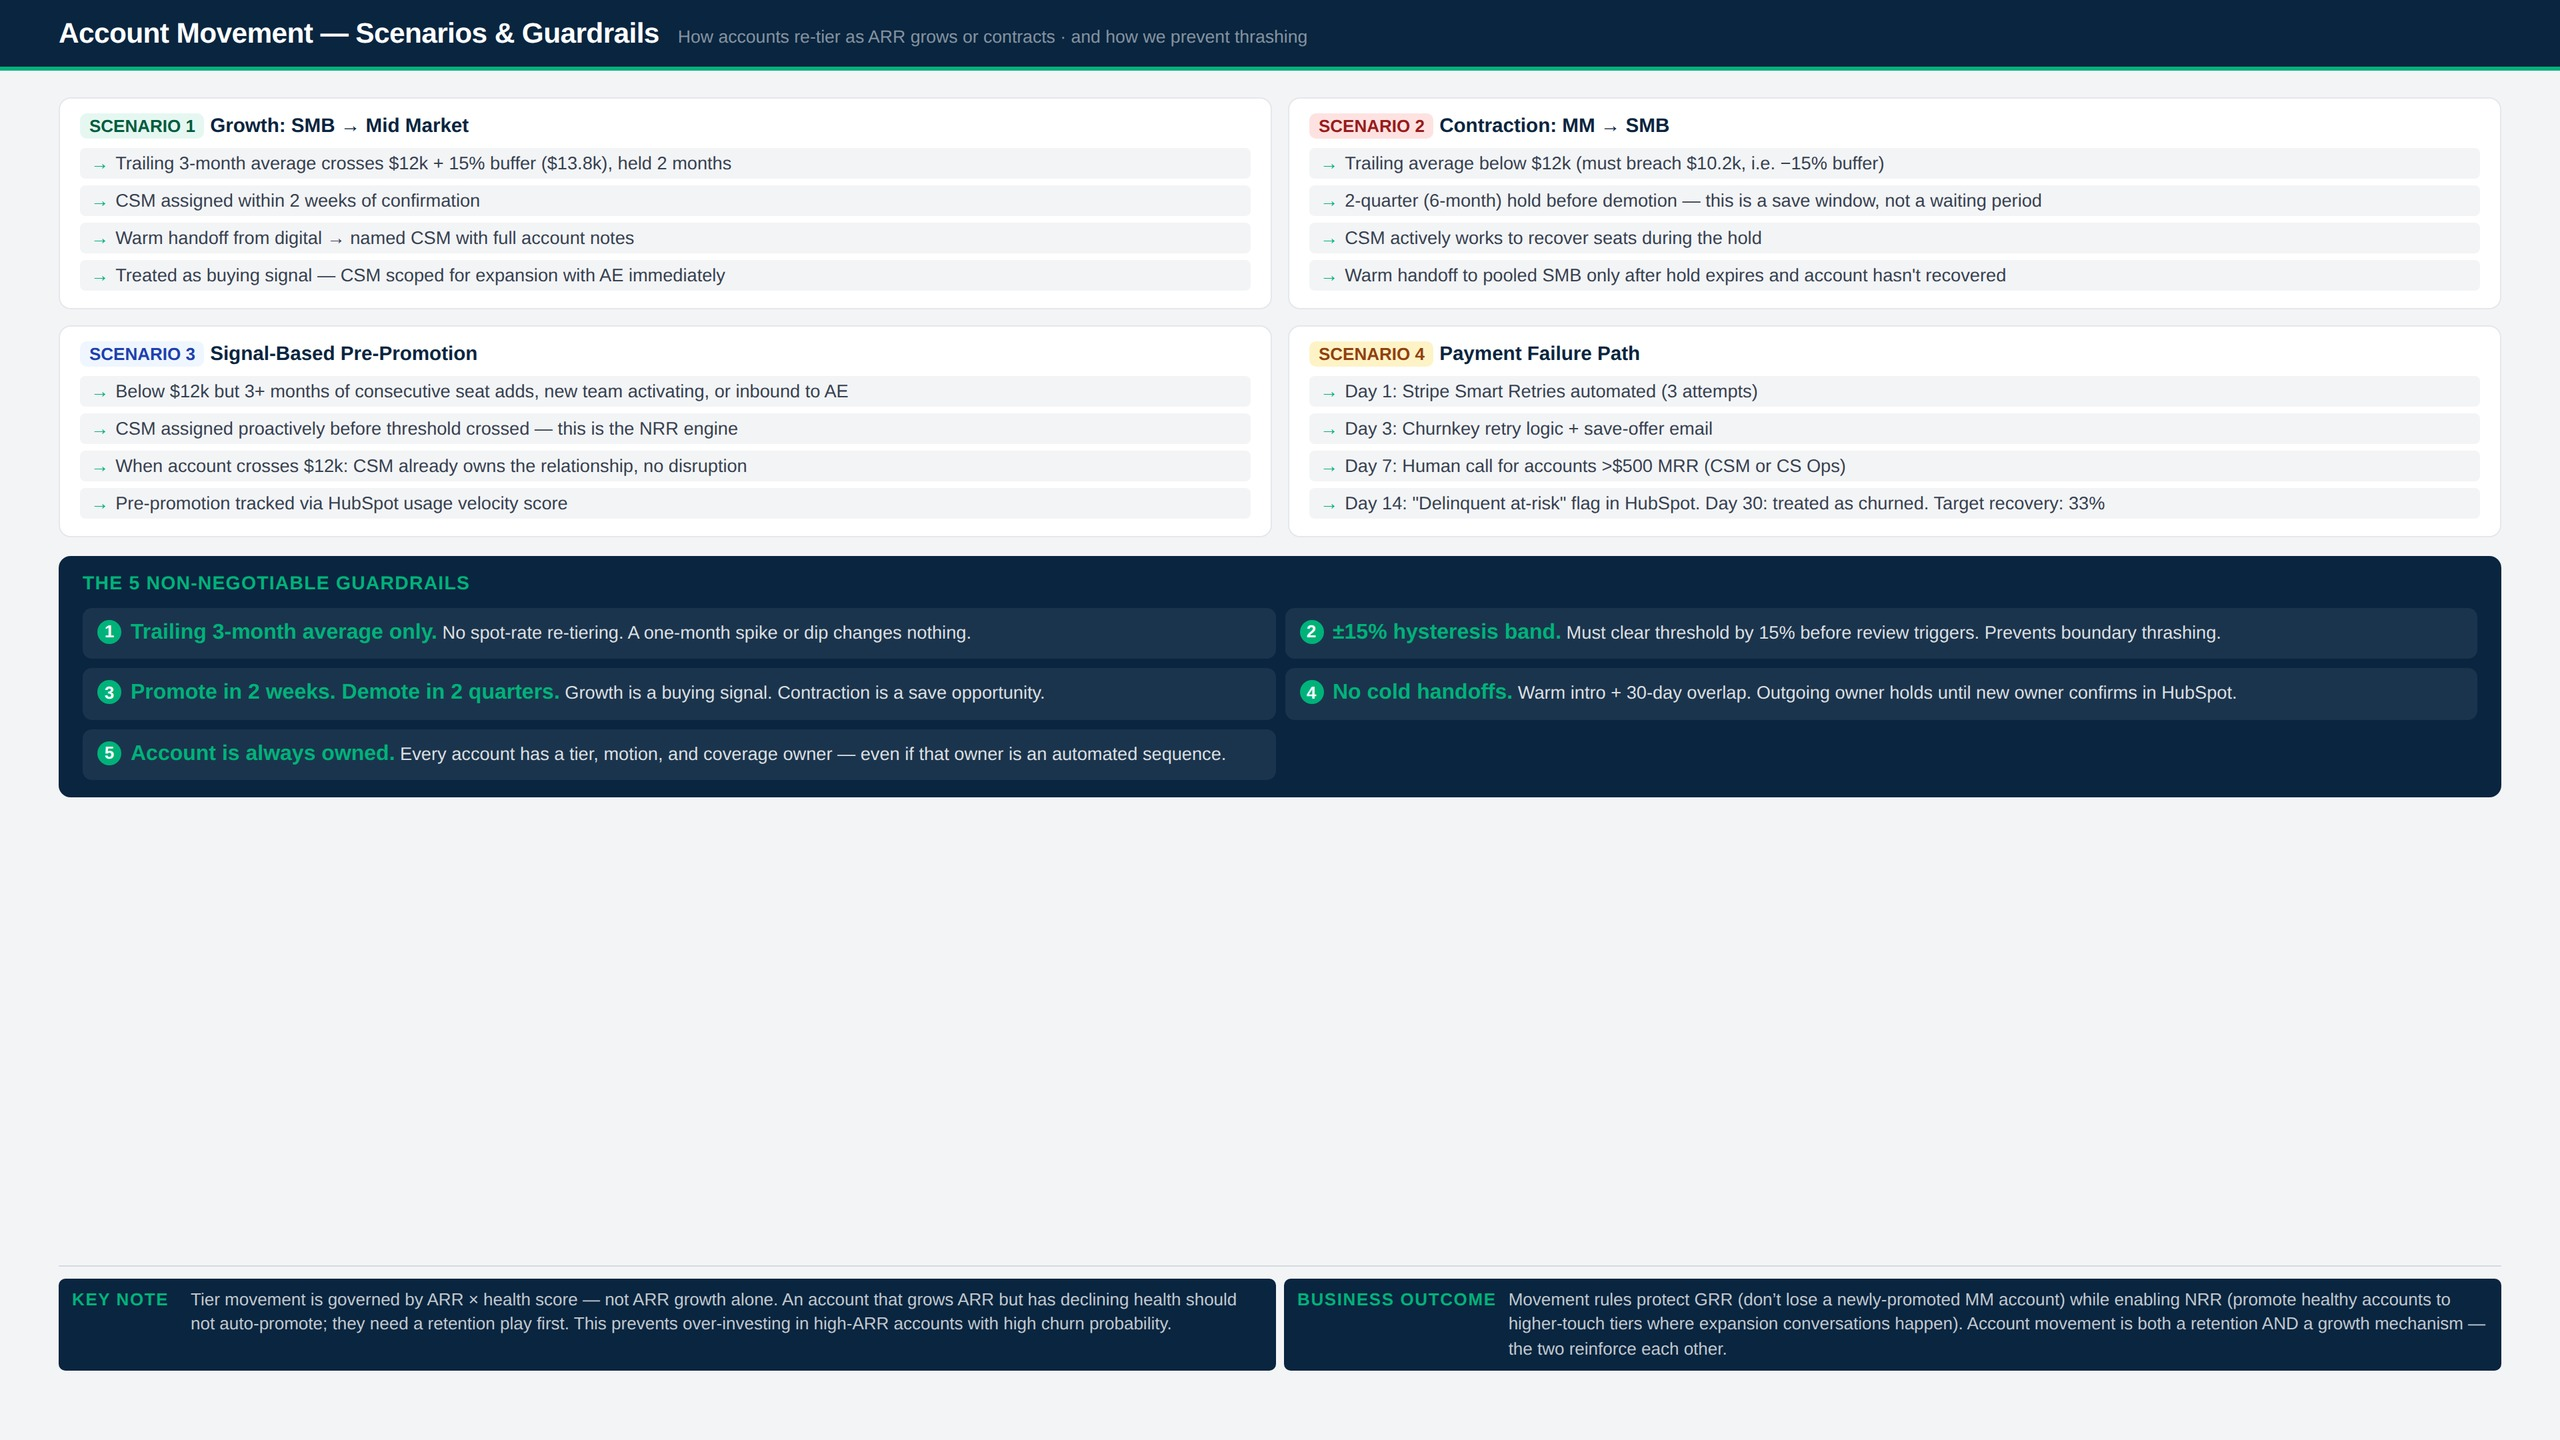 Account Movement — Scenarios & Guardrails How accounts re-tier as ARR grows or contracts · and how we prevent thrashing
SCENARIO 1 Growth: SMB → Mid Market
→ Trailing 3-month average crosses $12k + 15% buffer ($13.8k), held 2 months
→ CSM assigned within 2 weeks of confirmation
→ Warm handoff from digital → named CSM with full account notes
→ Treated as buying signal — CSM scoped for expansion with AE immediately
SCENARIO 2 Contraction: MM → SMB
→ Trailing average below $12k (must breach $10.2k, i.e. −15% buffer)
→ 2-quarter (6-month) hold before demotion — this is a save window, not a waiting period
→ CSM actively works to recover seats during the hold
→ Warm handoff to pooled SMB only after hold expires and account hasn't recovered
SCENARIO 3 Signal-Based Pre-Promotion
→ Below $12k but 3+ months of consecutive seat adds, new team activating, or inbound to AE
→ CSM assigned proactively before threshold crossed — this is the NRR engine
→ When account crosses $12k: CSM already owns the relationship, no disruption
→ Pre-promotion tracked via HubSpot usage velocity score
SCENARIO 4 Payment Failure Path
→ Day 1: Stripe Smart Retries automated (3 attempts)
→ Day 3: Churnkey retry logic + save-offer email
→ Day 7: Human call for accounts >$500 MRR (CSM or CS Ops)
→ Day 14: "Delinquent at-risk" flag in HubSpot. Day 30: treated as churned. Target recovery: 33%
THE 5 NON-NEGOTIABLE GUARDRAILS
1 Trailing 3-month average only. No spot-rate re-tiering. A one-month spike or dip changes nothing.
2 ±15% hysteresis band. Must clear threshold by 15% before review triggers. Prevents boundary thrashing.
3 Promote in 2 weeks. Demote in 2 quarters. Growth is a buying signal. Contraction is a save opportunity.
4 No cold handoffs. Warm intro + 30-day overlap. Outgoing owner holds until new owner confirms in HubSpot.
5 Account is always owned. Every account has a tier, motion, and coverage owner — even if that owner is an automated sequence.
KEY NOTE Tier movement is governed by ARR × health score — not ARR growth alone. An account that grows ARR but has declining health should
not auto-promote; they need a retention play first. This prevents over-investing in high-ARR accounts with high churn probability.
BUSINESS OUTCOME Movement rules protect GRR (don’t lose a newly-promoted MM account) while enabling NRR (promote healthy accounts to
higher-touch tiers where expansion conversations happen). Account movement is both a retention AND a growth mechanism —
the two reinforce each other.